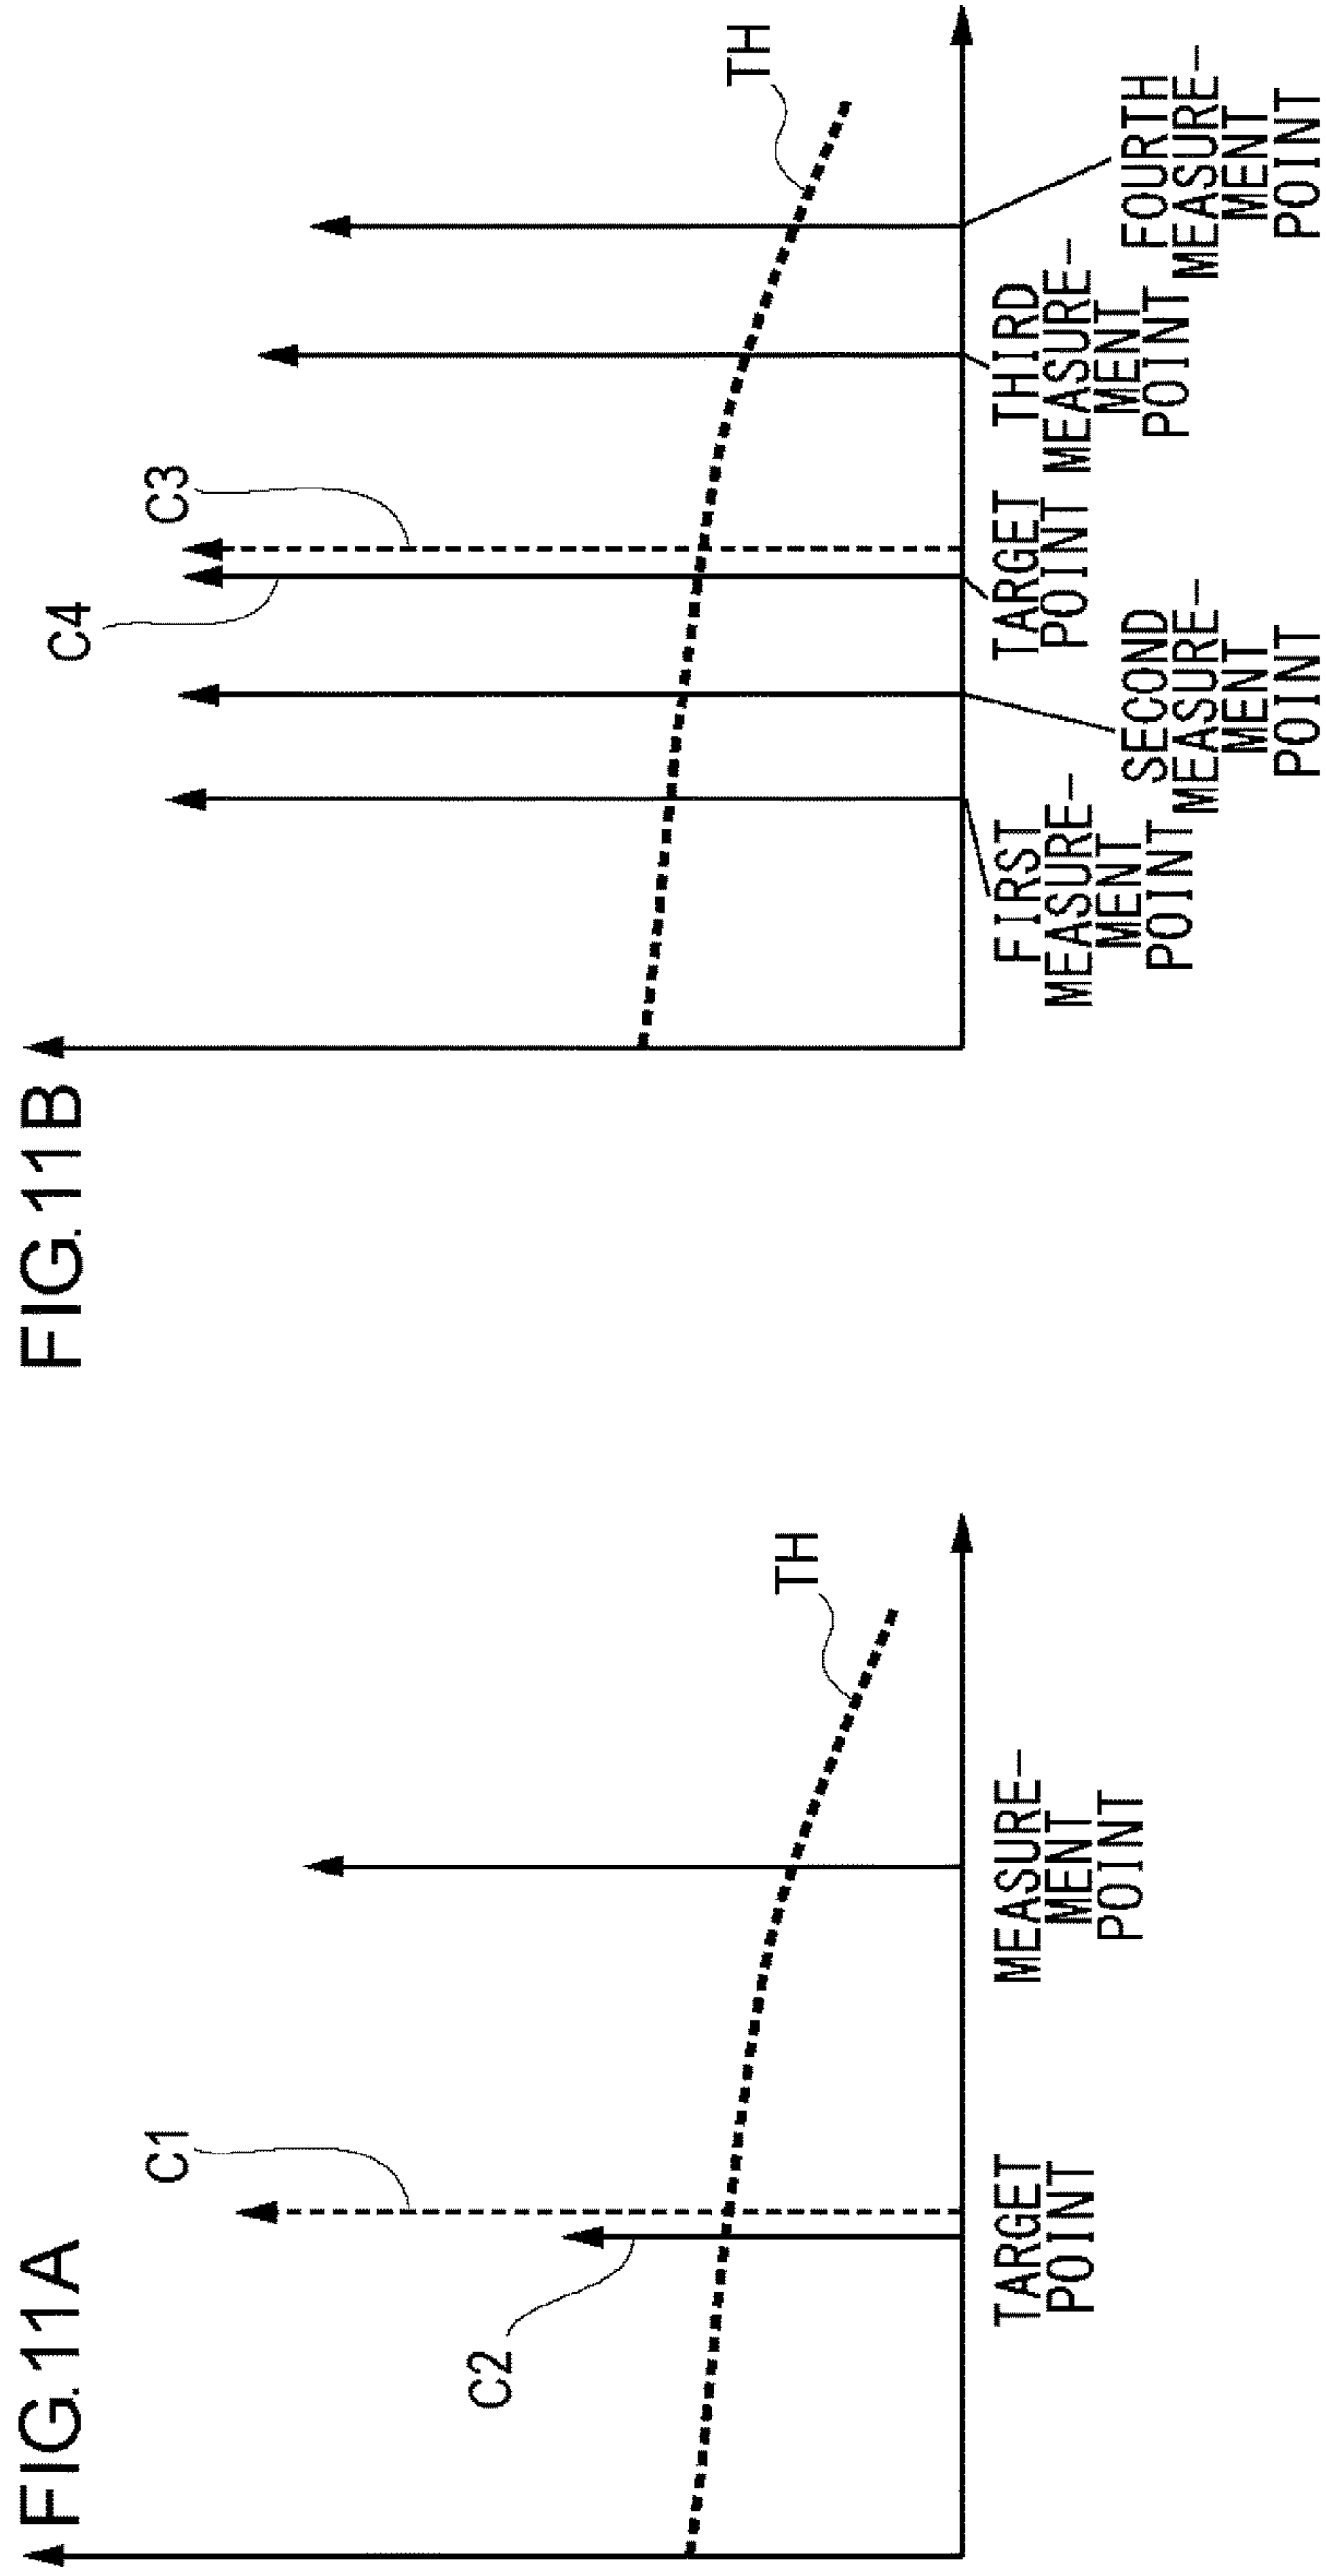 FIG.11A
C1
C2
TH
TARGET
POINT
MEASURE-
MENT
POINT
FIG.11B
C4
C3
TH
FIRST
MEASURE-
MENT
POINT
SECOND
MEASURE-
MENT
POINT
TARGET
POINT
THIRD
MEASURE-
MENT
POINT
FOURTH
MEASURE-
MENT
POINT